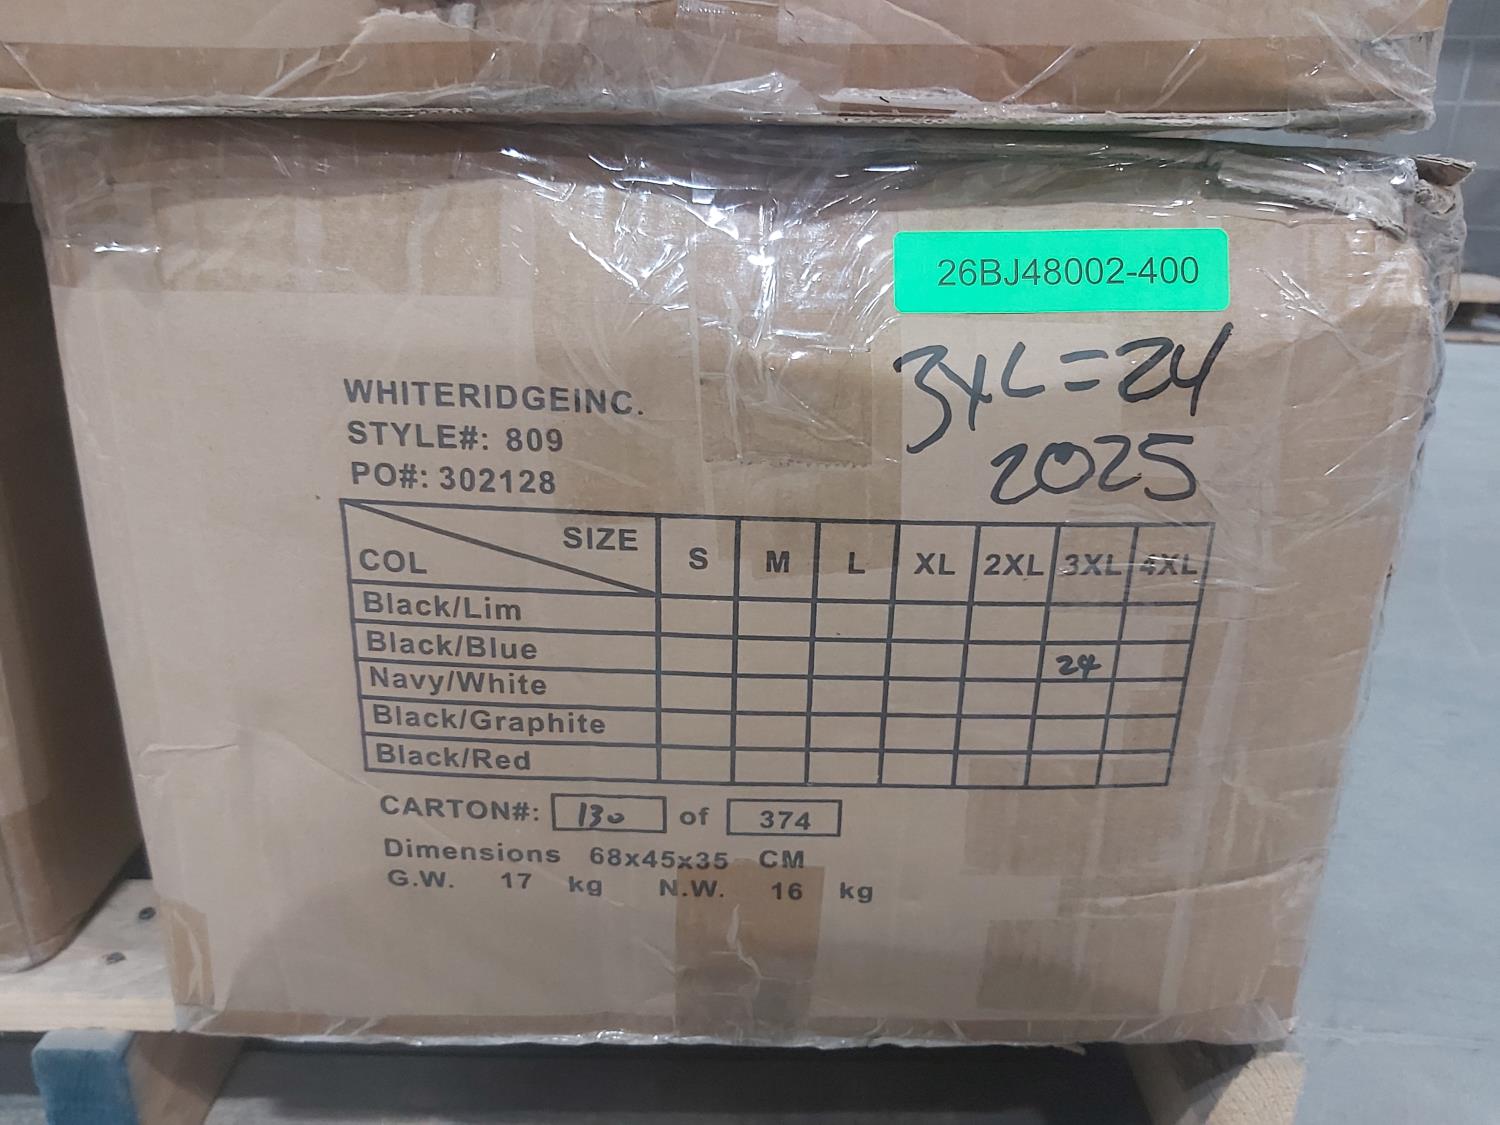 26BJ48002-400
3XL=24
2025
WHITERIDGEINC.
STYLE#: 809
PO#: 302128
COL SIZE S M L XL 2XL 3XL 4XL
Black/Lim
Black/Blue 24
Navy/White
Black/Graphite
Black/Red
CARTON#: 130 of 374
Dimensions 68x45x35 CM
G.W. 17 kg N.W. 16 kg